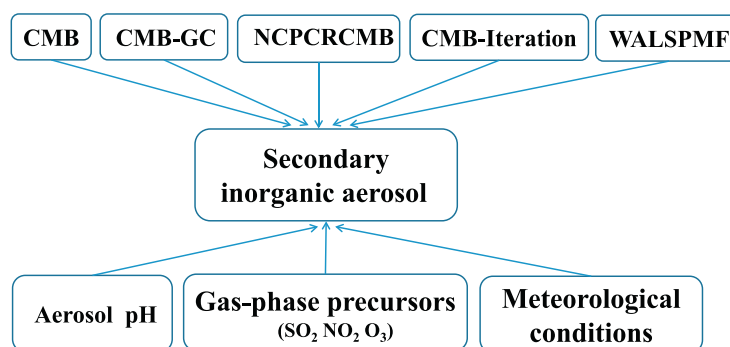 CMB
CMB-GC
NCPCRCMB
CMB-Iteration
WALSPMF
Secondary
inorganic aerosol
Aerosol pH
Gas-phase precursors
(SO₂ NO₂ O₃)
Meteorological
conditions